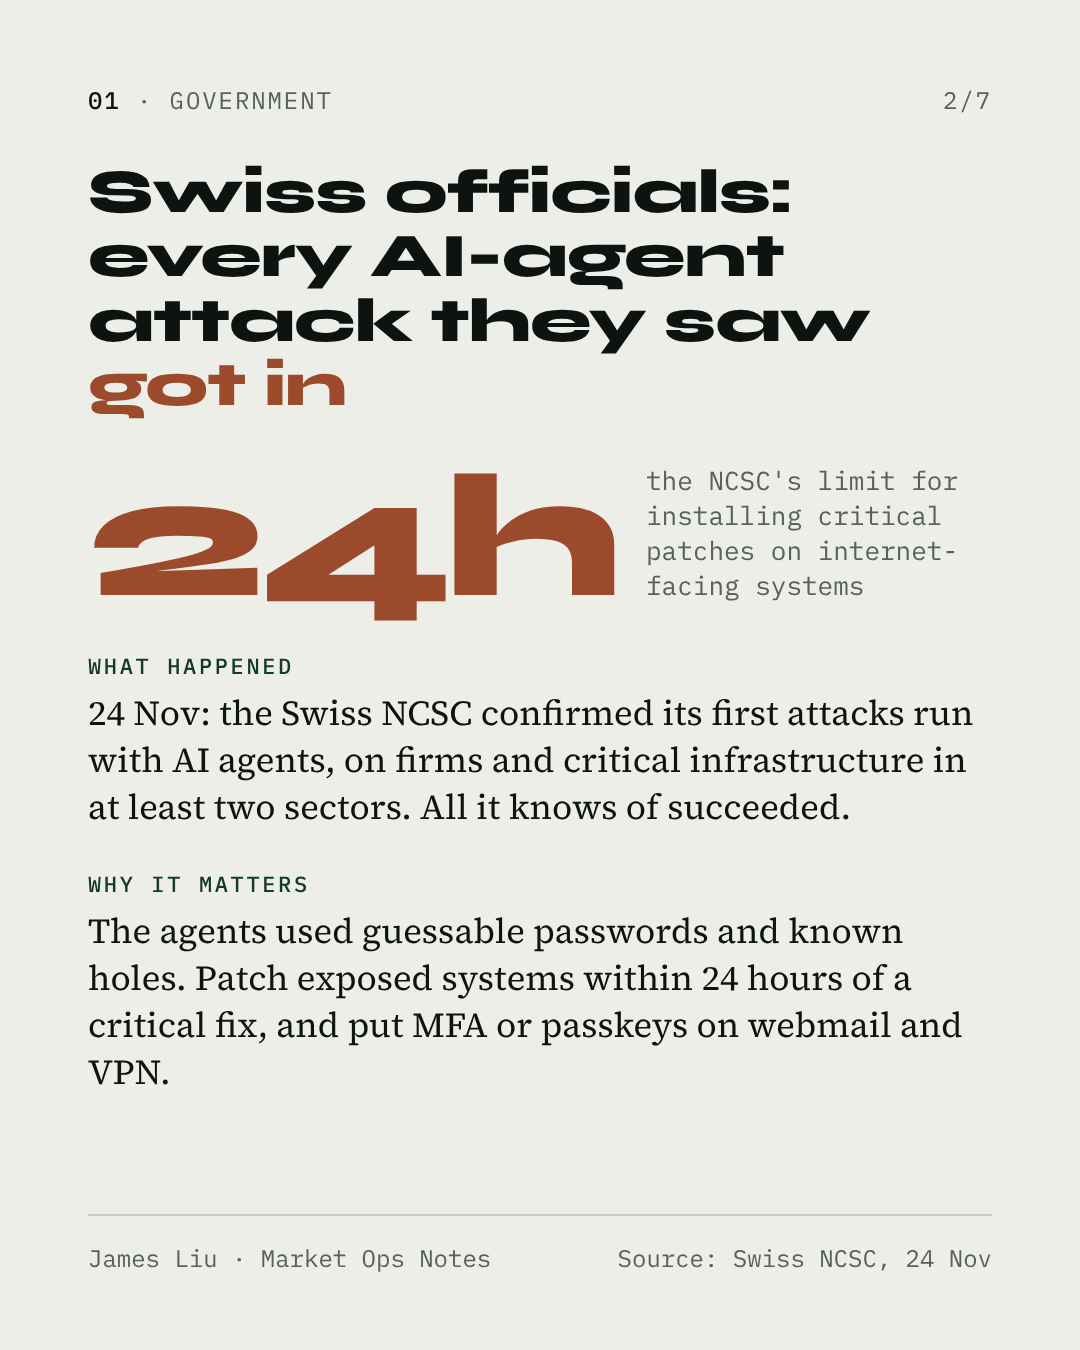 01 · GOVERNMENT
2/7
Swiss officials:
every AI-agent
attack they saw
got in
24h
the NCSC's limit for
installing critical
patches on internet-
facing systems
WHAT HAPPENED
24 Nov: the Swiss NCSC confirmed its first attacks run
with AI agents, on firms and critical infrastructure in
at least two sectors. All it knows of succeeded.
WHY IT MATTERS
The agents used guessable passwords and known
holes. Patch exposed systems within 24 hours of a
critical fix, and put MFA or passkeys on webmail and
VPN.
James Liu · Market Ops Notes
Source: Swiss NCSC, 24 Nov